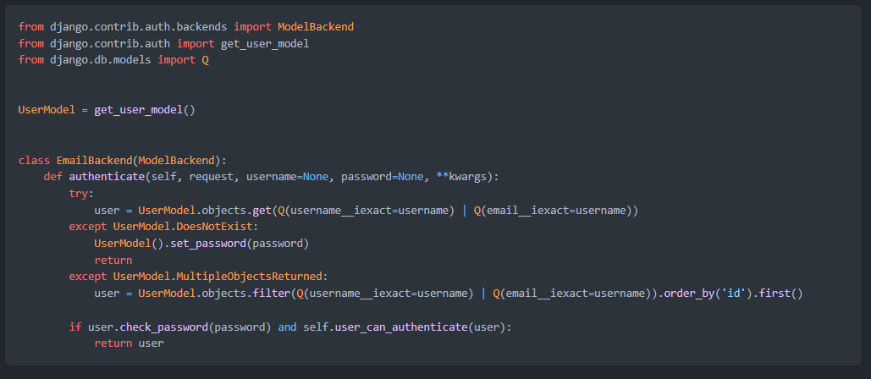 from django.contrib.auth.backends import ModelBackend
from django.contrib.auth import get_user_model
from django.db.models import Q
UserModel = get_user_model()
class EmailBackend(ModelBackend):
    def authenticate(self, request, username=None, password=None, **kwargs):
        try:
            user = UserModel.objects.get(Q(username__iexact=username) | Q(email__iexact=username))
        except UserModel.DoesNotExist:
            UserModel().set_password(password)
            return
        except UserModel.MultipleObjectsReturned:
            user = UserModel.objects.filter(Q(username__iexact=username) | Q(email__iexact=username)).order_by('id').first()
        if user.check_password(password) and self.user_can_authenticate(user):
            return user